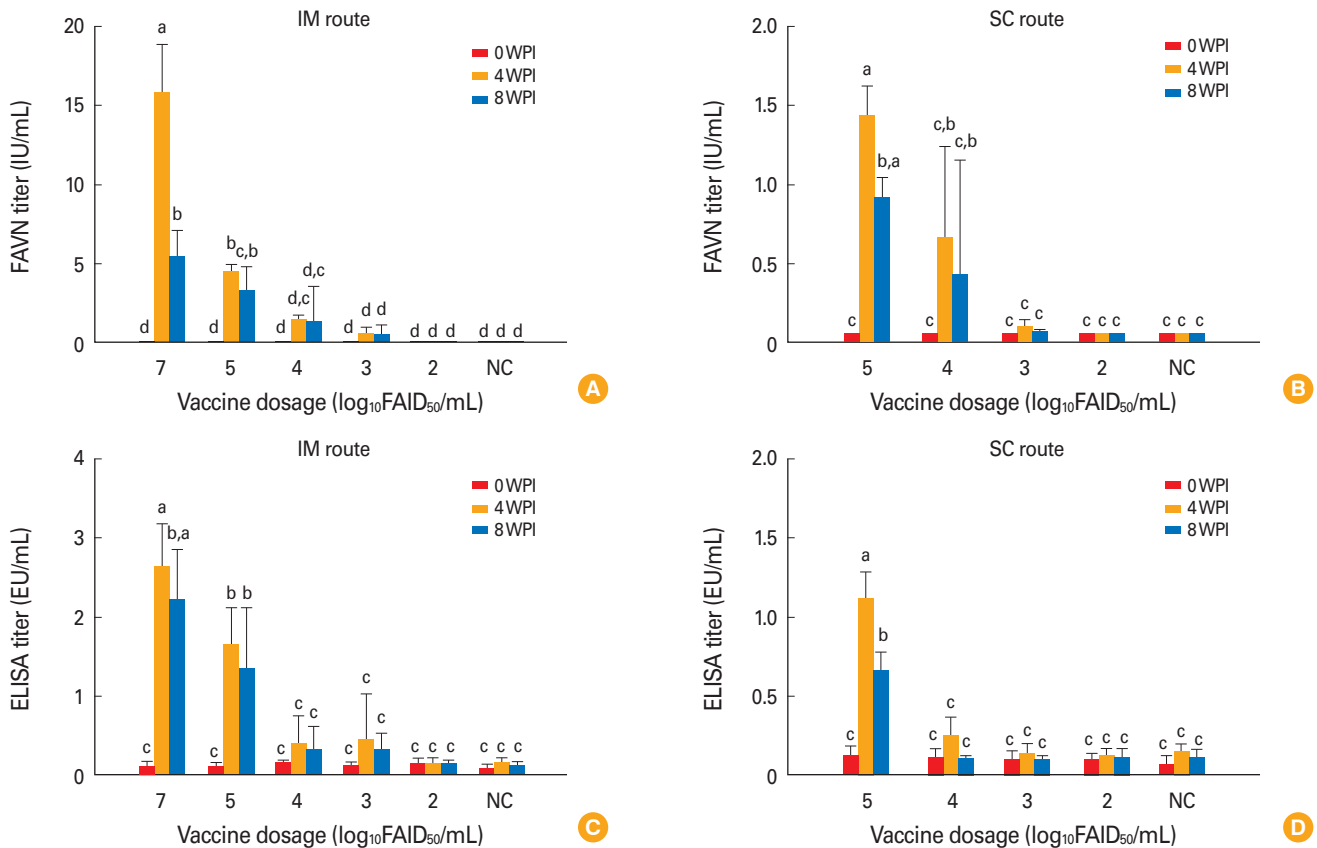 IM route
20
15
10
5
0
FAVN titer (IU/mL)
0 WPI
4 WPI
8 WPI
d a b
d b c,b
d d,c d,c
d d d
d d d
d d d
7 5 4 3 2 NC
Vaccine dosage (log₁₀FAID₅₀/mL)
A
SC route
2.0
1.5
1.0
0.5
0
FAVN titer (IU/mL)
0 WPI
4 WPI
8 WPI
c a b,a
c c,b c,b
c c c
c c c
c c c
5 4 3 2 NC
Vaccine dosage (log₁₀FAID₅₀/mL)
B
IM route
4
3
2
1
0
ELISA titer (EU/mL)
0 WPI
4 WPI
8 WPI
c a b,a
c b b
c c c
c c c
c c c
c c c
7 5 4 3 2 NC
Vaccine dosage (log₁₀FAID₅₀/mL)
C
SC route
2.0
1.5
1.0
0.5
0
ELISA titer (EU/mL)
0 WPI
4 WPI
8 WPI
c a b
c c c
c c c
c c c
c c c
5 4 3 2 NC
Vaccine dosage (log₁₀FAID₅₀/mL)
D